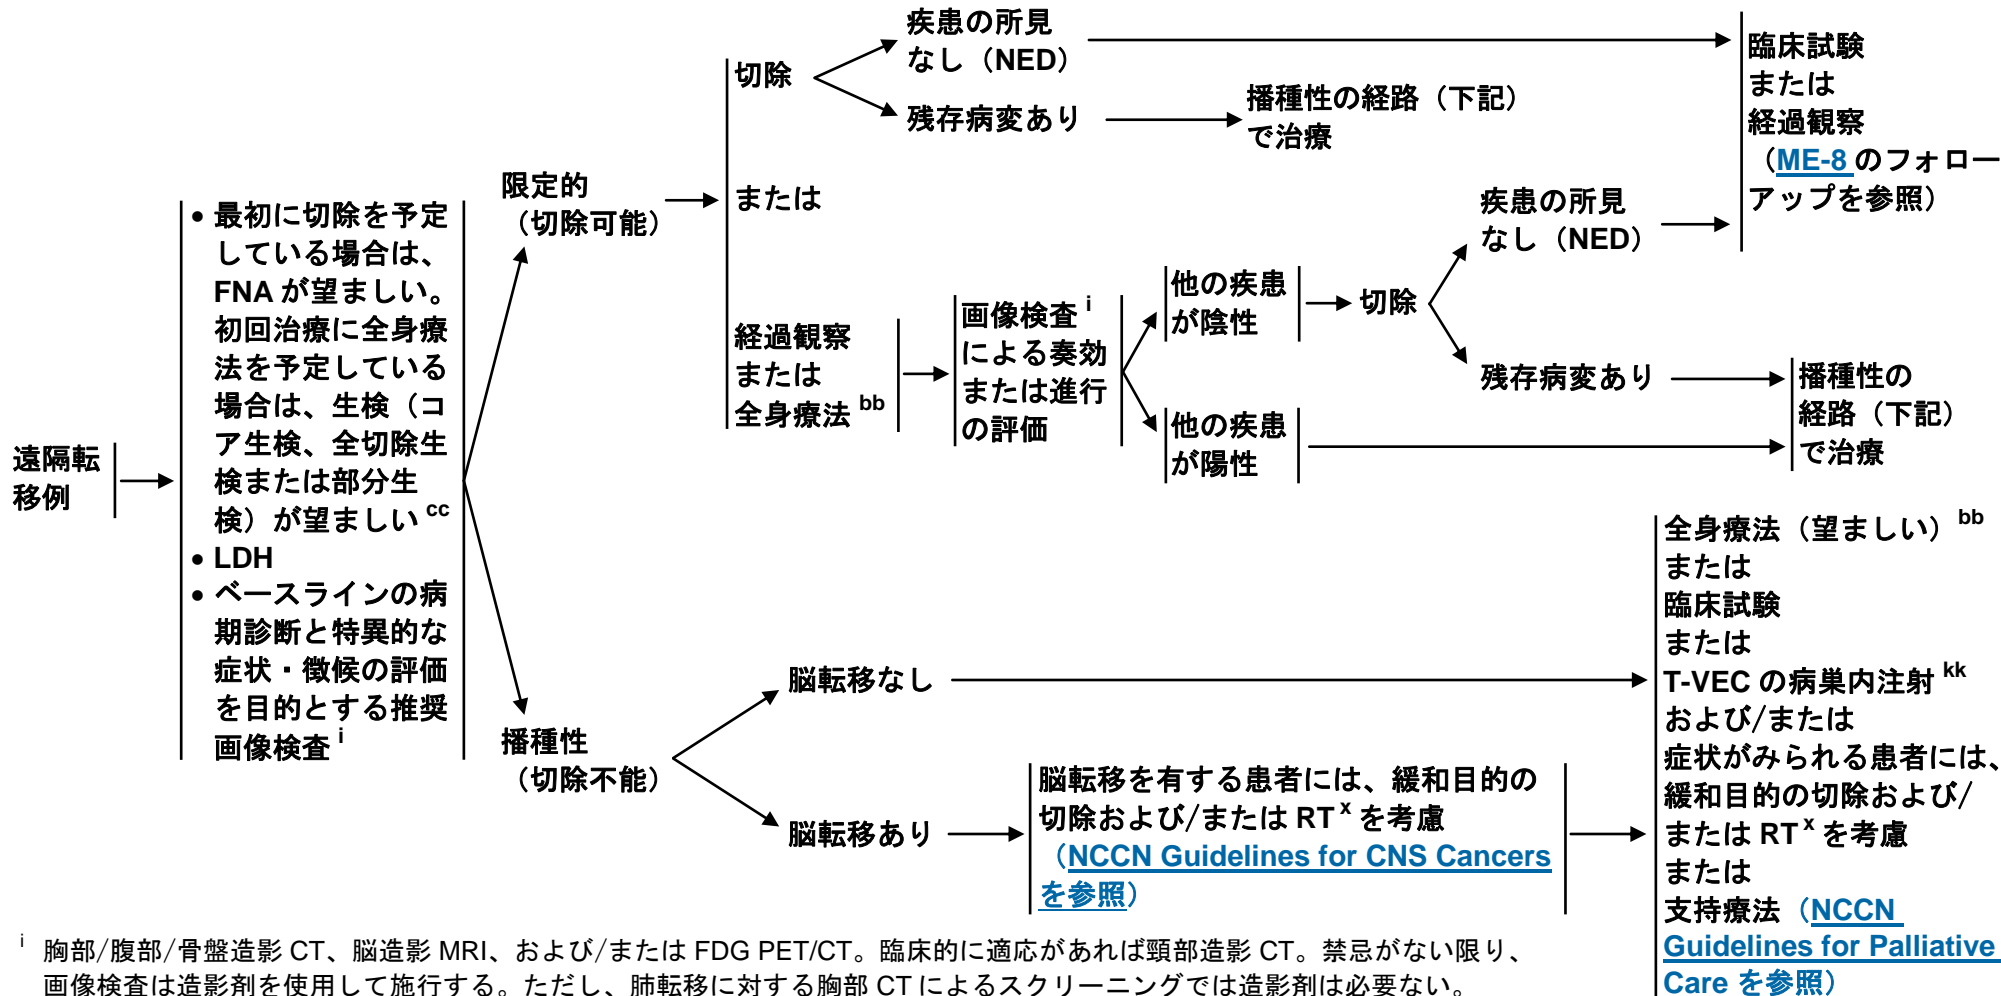 遠隔転
移例
• 最初に切除を予定
している場合は、
FNA が望ましい。
初回治療に全身療
法を予定している
場合は、生検（コ
ア生検、全切除生
検または部分生
検）が望ましい cc
• LDH
• ベースラインの病
期診断と特異的な
症状・徴候の評価
を目的とする推奨
画像検査 i
限定的
（切除可能）
切除
または
経過観察
または
全身療法 bb
疾患の所見
なし（NED）
残存病変あり
播種性の経路（下記）
で治療
画像検査 i
による奏効
または進行
の評価
他の疾患
が陰性
他の疾患
が陽性
切除
疾患の所見
なし（NED）
残存病変あり
臨床試験
または
経過観察
（ME-8 のフォロー
アップを参照）
播種性の
経路（下記）
で治療
播種性
（切除不能）
脳転移なし
脳転移あり
脳転移を有する患者には、緩和目的の
切除および/または RT x を考慮
（NCCN Guidelines for CNS Cancers
を参照）
全身療法（望ましい） bb
または
臨床試験
または
T-VEC の病巣内注射 kk
および/または
症状がみられる患者には、
緩和目的の切除および/
または RT x を考慮
または
支持療法（NCCN
Guidelines for Palliative
Care を参照）
i 胸部/腹部/骨盤造影 CT、脳造影 MRI、および/または FDG PET/CT。臨床的に適応があれば頸部造影 CT。禁忌がない限り、
画像検査は造影剤を使用して施行する。ただし、肺転移に対する胸部 CT によるスクリーニングでは造影剤は必要ない。